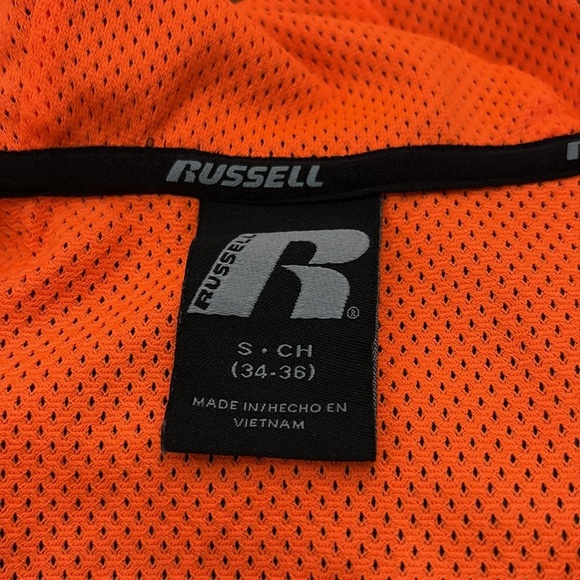 RUSSELL
RUSSELL
R®
S • CH
(34-36)
MADE IN/HECHO EN
VIETNAM